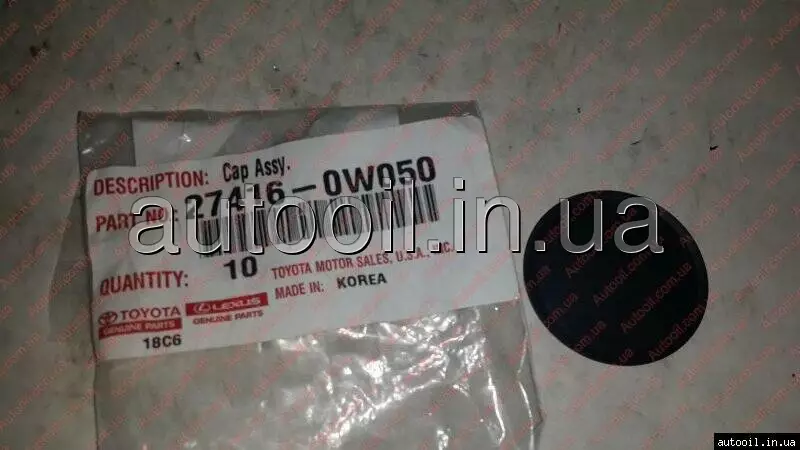 DESCRIPTION: Cap Assy.
PART NO.: 27416-0W050
autooil.in.ua
QUANTITY: 10 TOYOTA MOTOR SALES, U.S.A., INC.
MADE IN: KOREA
TOYOTA LEXUS
GENUINE PARTS GENUINE PARTS
18C6
autooil.in.ua